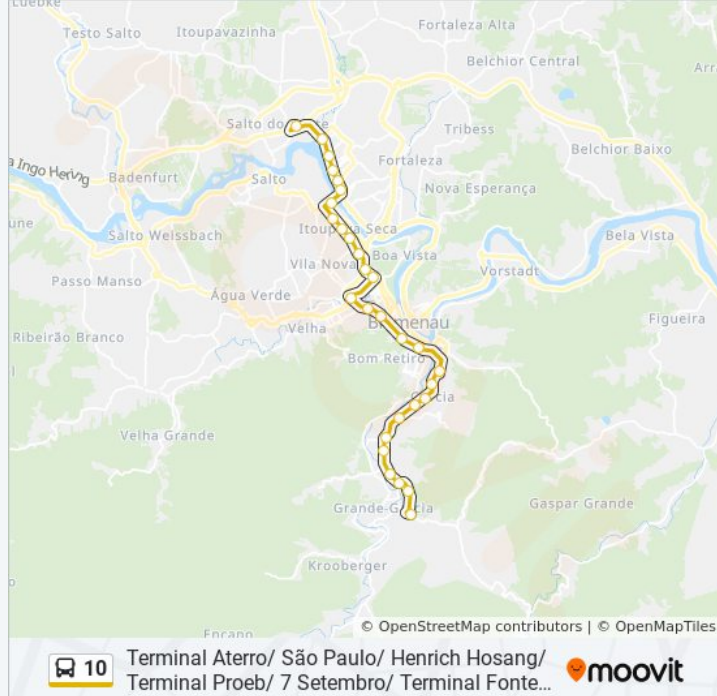 Luebke
Testo Salto
Itoupavazinha
Fortaleza Alta
Belchior Central
Salto do
Tribess
Belchior Baixo
Fortaleza
Badenfurt
Salto
Nova Esperança
Salto Weissbach
Itoupava Seca
Boa Vista
Bela Vista
Vila Nova
Vorstadt
Passo Manso
Água Verde
Figueira
Velha
Ribeirão Branco
Bom Retiro
Velha Grande
Gaspar Grande
Krooberger
Encano
© OpenStreetMap contributors | © OpenMapTiles
10
Terminal Aterro/ São Paulo/ Henrich Hosang/
Terminal Proeb/ 7 Setembro/ Terminal Fonte...
moovit